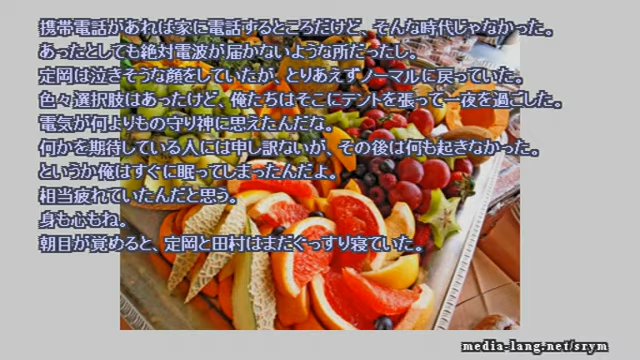 携帯電話があれば家に電話するところだけど、そんな時代じゃなかった。
あったとしても絶対電波が届かないような所だったし。
定岡は泣きそうな顔をしていたが、とりあえずノーマルに戻っていた。
色々選択肢はあったけど、俺たちはそこにテントを張って一夜を過ごした。
電気が何よりもの守り神に思えたんだな。
何かを期待している人には申し訳ないが、その後は何も起きなかった。
というか俺はすぐに眠ってしまったんだよ。
相当疲れていたんだと思う。
身も心もね。
朝目が覚めると、定岡と田村はまだぐっすり寝ていた。
media-lang.net/srym